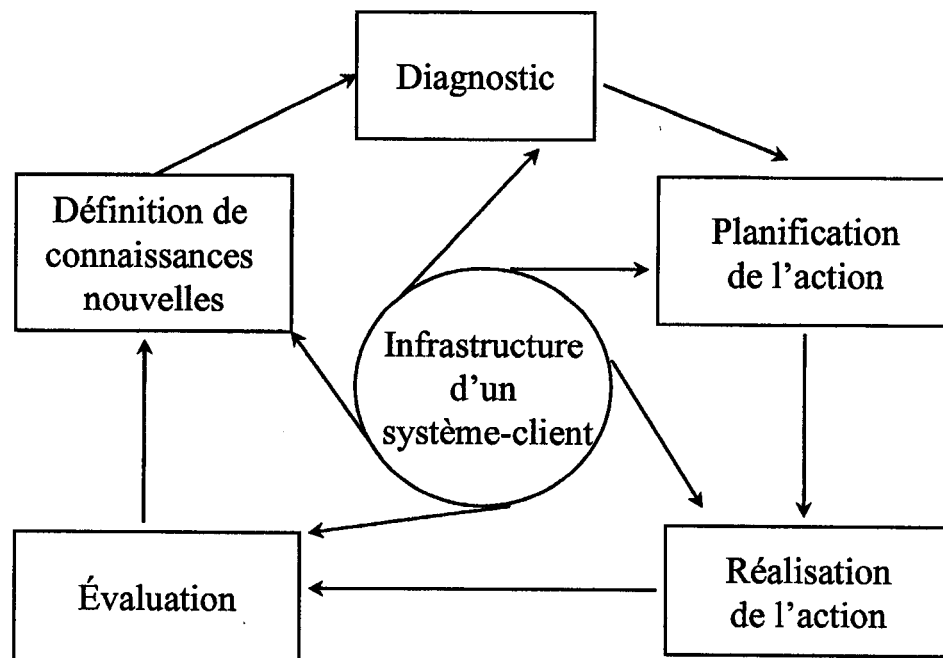 Diagnostic
Planification
de l'action
Réalisation
de l'action
Évaluation
Définition de
connaissances
nouvelles
Infrastructure
d'un
système-client